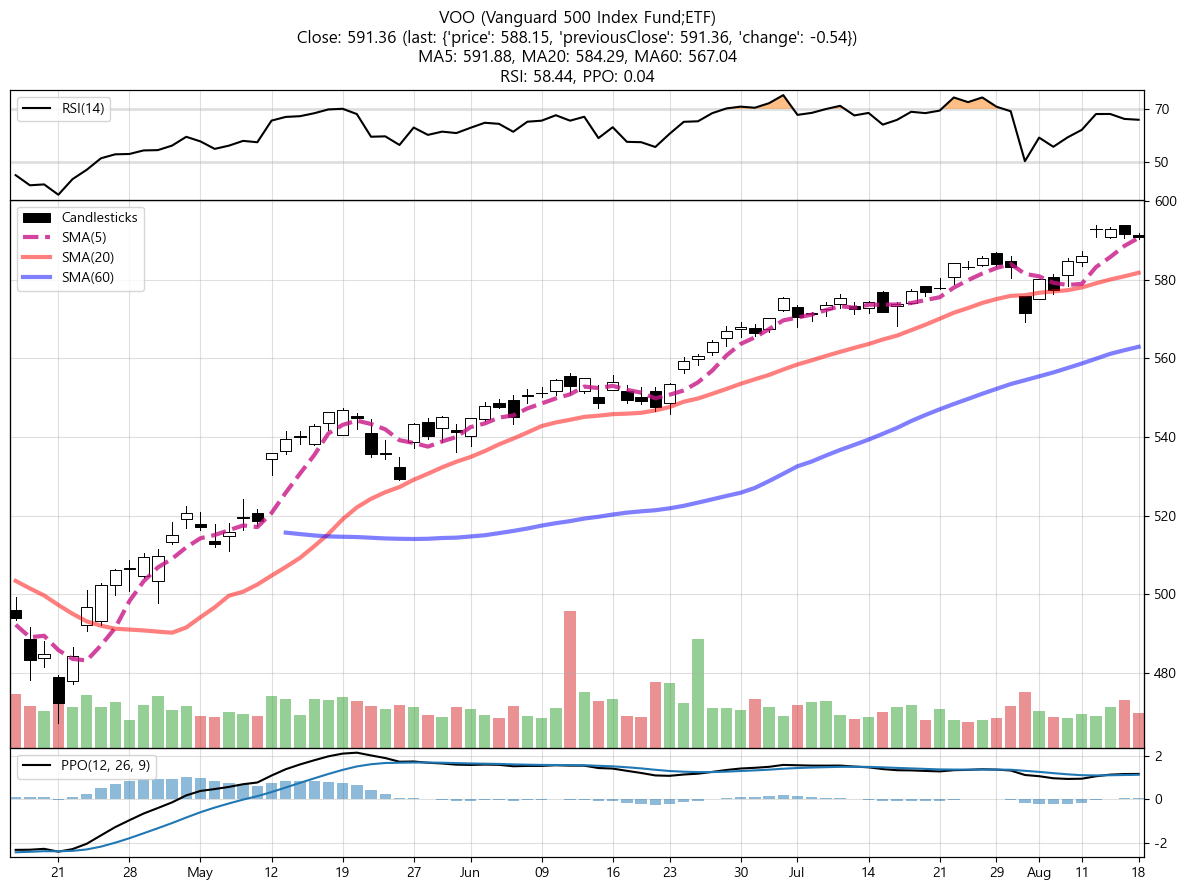 VOO (Vanguard 500 Index Fund;ETF)
Close: 591.36 (last: {'price': 588.15, 'previousClose': 591.36, 'change': -0.54})
MA5: 591.88, MA20: 584.29, MA60: 567.04
RSI: 58.44, PPO: 0.04
RSI(14)
70
50
Candlesticks
SMA(5)
SMA(20)
SMA(60)
600
580
560
540
520
500
480
PPO(12, 26, 9)
2
0
-2
21 28 May 12 19 27 Jun 09 16 23 30 Jul 14 21 29 Aug 11 18